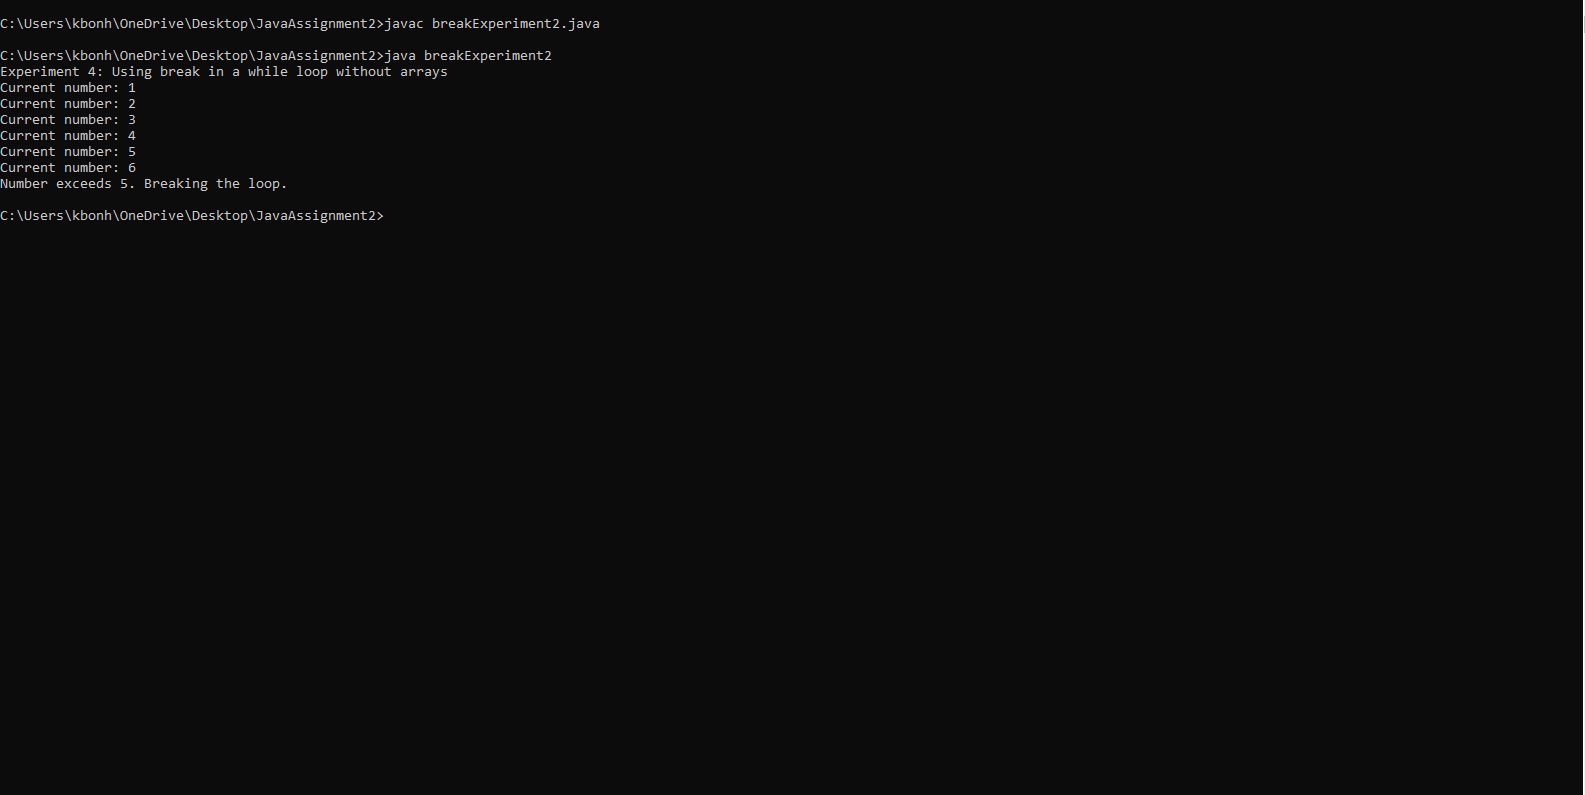 C:\Users\kbonh\OneDrive\Desktop\JavaAssignment2>javac breakExperiment2.java
C:\Users\kbonh\OneDrive\Desktop\JavaAssignment2>java breakExperiment2
Experiment 4: Using break in a while loop without arrays
Current number: 1
Current number: 2
Current number: 3
Current number: 4
Current number: 5
Current number: 6
Number exceeds 5. Breaking the loop.
C:\Users\kbonh\OneDrive\Desktop\JavaAssignment2>